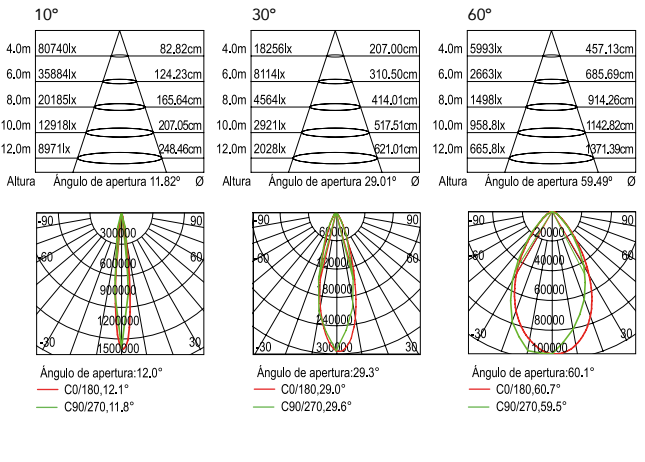 10°
4.0m 80740lx 82.82cm
6.0m 35884lx 124.23cm
8.0m 20185lx 165.64cm
10.0m 12918lx 207.05cm
12.0m 8971lx 248.46cm
Altura Ángulo de apertura 11.82° Ø
30°
4.0m 18256lx 207.00cm
6.0m 8114lx 310.50cm
8.0m 4564lx 414.01cm
10.0m 2921lx 517.51cm
12.0m 2028lx 621.01cm
Altura Ángulo de apertura 29.01° Ø
60°
4.0m 5993lx 457.13cm
6.0m 2663lx 685.69cm
8.0m 1498lx 914.26cm
10.0m 958.8lx 1142.82cm
12.0m 665.8lx 1371.39cm
Altura Ángulo de apertura 59.49° Ø
-90 90
300000
-60 600000 60
900000
1200000
-30 30
1500000
Ángulo de apertura:12.0°
C0/180,12.1°
C90/270,11.8°
-90 90
60000
-60 120000 60
80000
240000
-30 300000 30
Ángulo de apertura:29.3°
C0/180,29.0°
C90/270,29.6°
-90 90
20000
-60 40000 60
60000
80000
-30 100000 30
Ángulo de apertura:60.1°
C0/180,60.7°
C90/270,59.5°